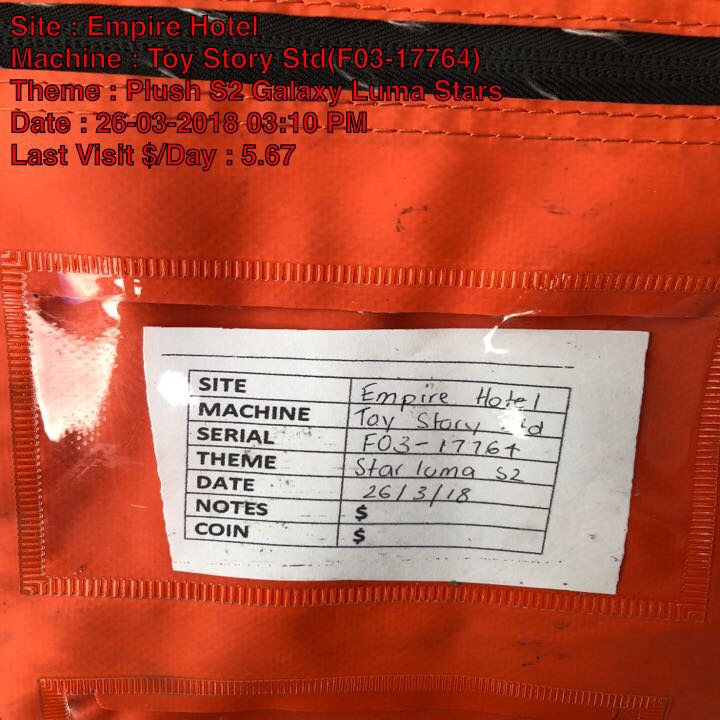 Site : Empire Hotel
Machine : Toy Story Std(F03-17764)
Theme : Plush S2 Galaxy Luma Stars
Date : 26-03-2018 03:10 PM
Last Visit $/Day : 5.67
SITE Empire Hotel
MACHINE Toy Story
SERIAL F03-17764
THEME Star luma S2
DATE 26/3/18
NOTES $
COIN $